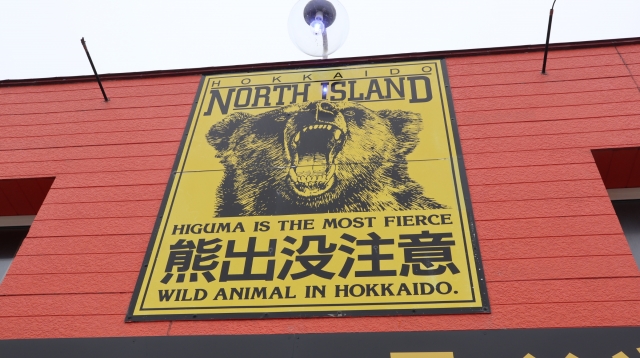 HOKKAIDO
NORTH ISLAND
HIGUMA IS THE MOST FIERCE
熊出没注意
WILD ANIMAL IN HOKKAIDO.